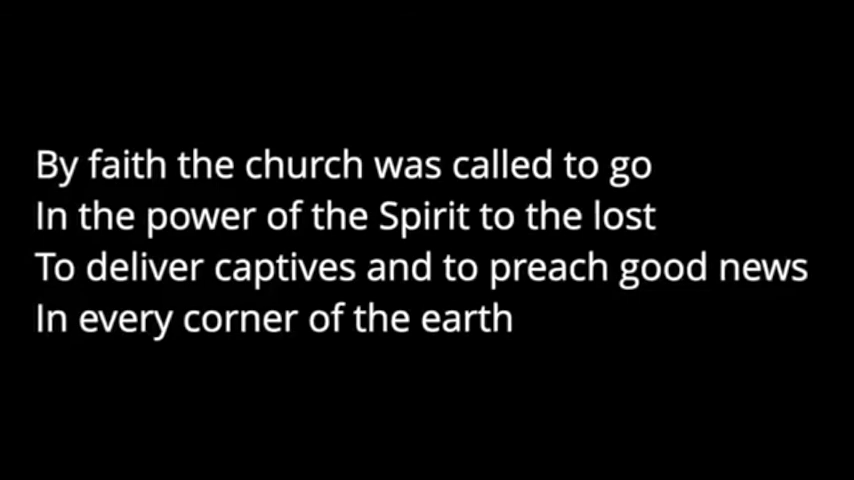 By faith the church was called to go
In the power of the Spirit to the lost
To deliver captives and to preach good news
In every corner of the earth